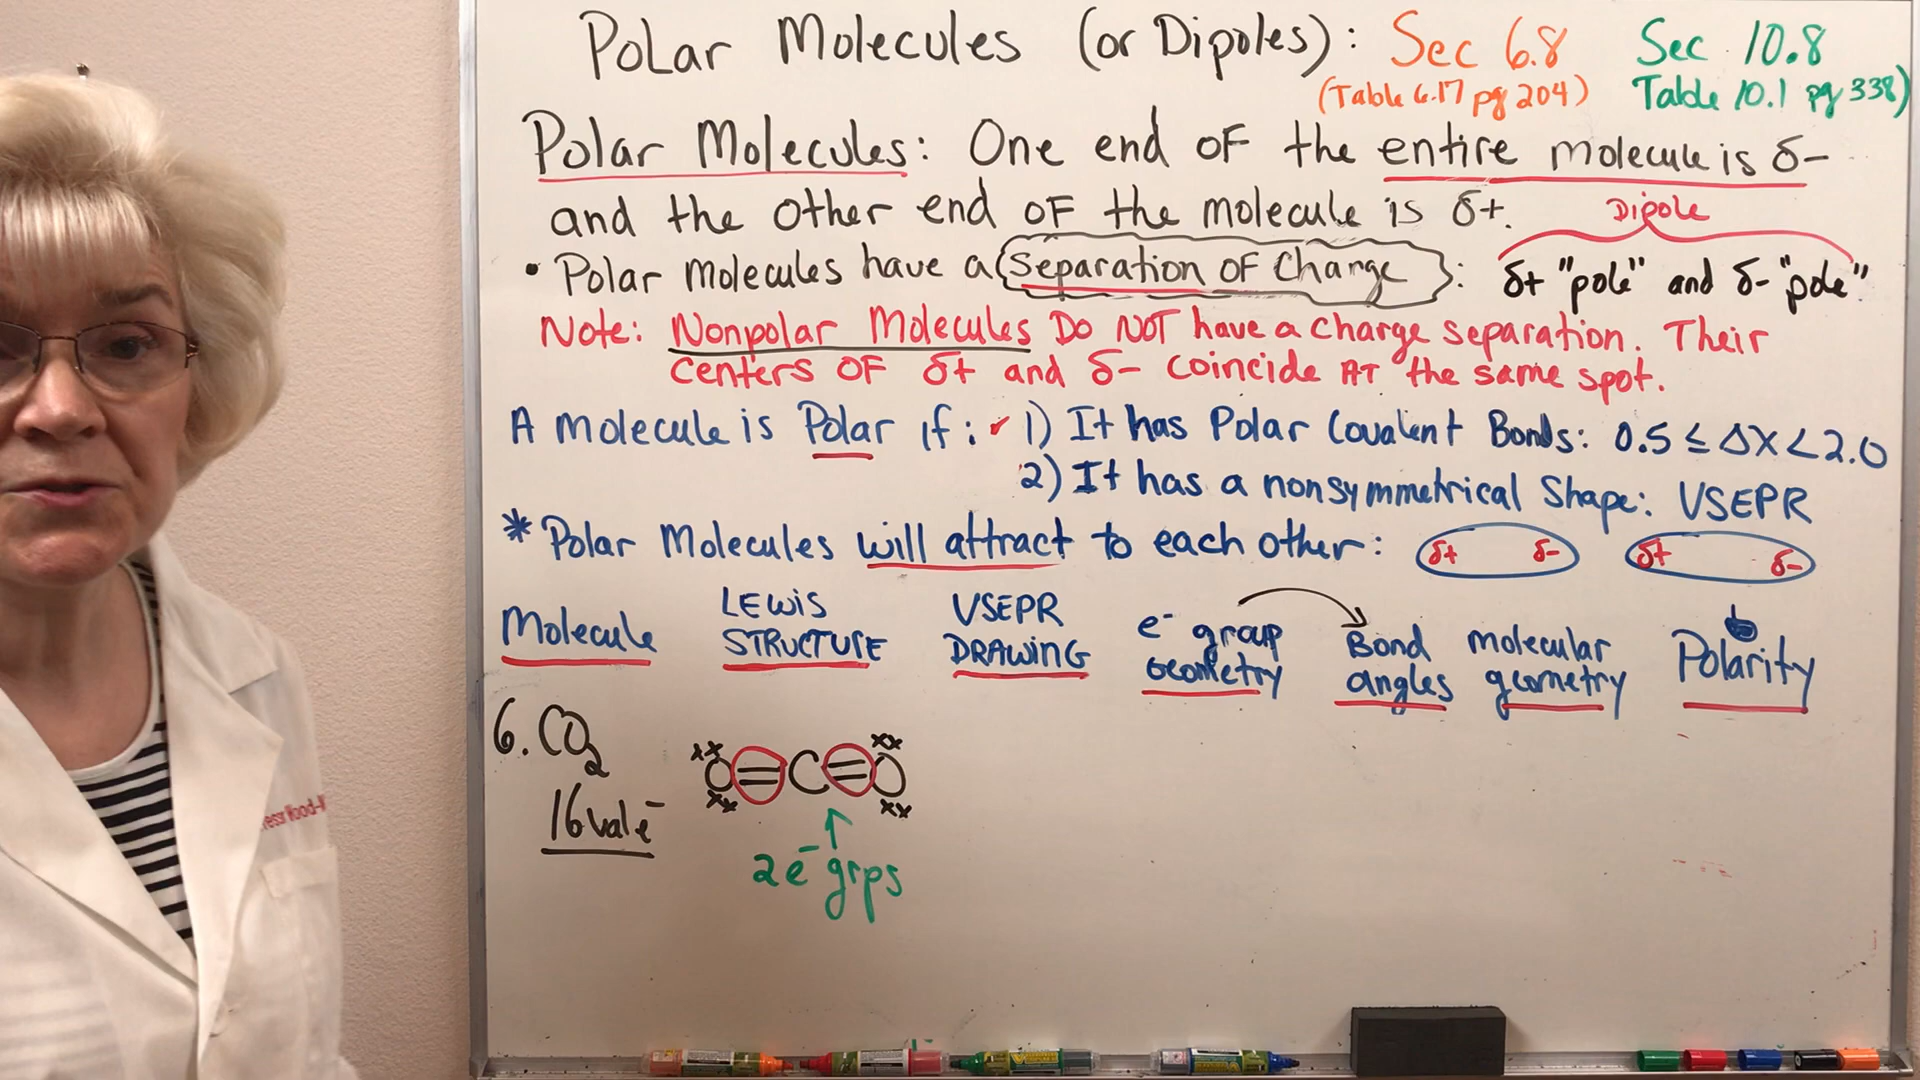 Polar Molecules (or Dipoles): Sec 6.8 Sec 10.8
(Table 6.17 pg 204) Table 10.1 pg 338)
Polar Molecules: One end of the entire molecule is δ-
and the other end of the molecule is δ+. Dipole
• Polar molecules have a Separation of Charge: δ+ "pole" and δ- "pole"
Note: Nonpolar Molecules Do NOT have a charge separation. Their
centers of δ+ and δ- coincide AT the same spot.
A molecule is Polar if: ✓ 1) It has Polar Covalent Bonds: 0.5 ≤ ΔX < 2.0
2) It has a nonsymmetrical Shape: VSEPR
* Polar Molecules will attract to each other: δ+ δ- δ+ δ-
Molecule LEWIS STRUCTURE VSEPR DRAWING e⁻ group Geometry Bond angles molecular geometry Polarity
6. CO₂ xx O=C=O xx
xx xx
16 val e⁻
2 e⁻ grps